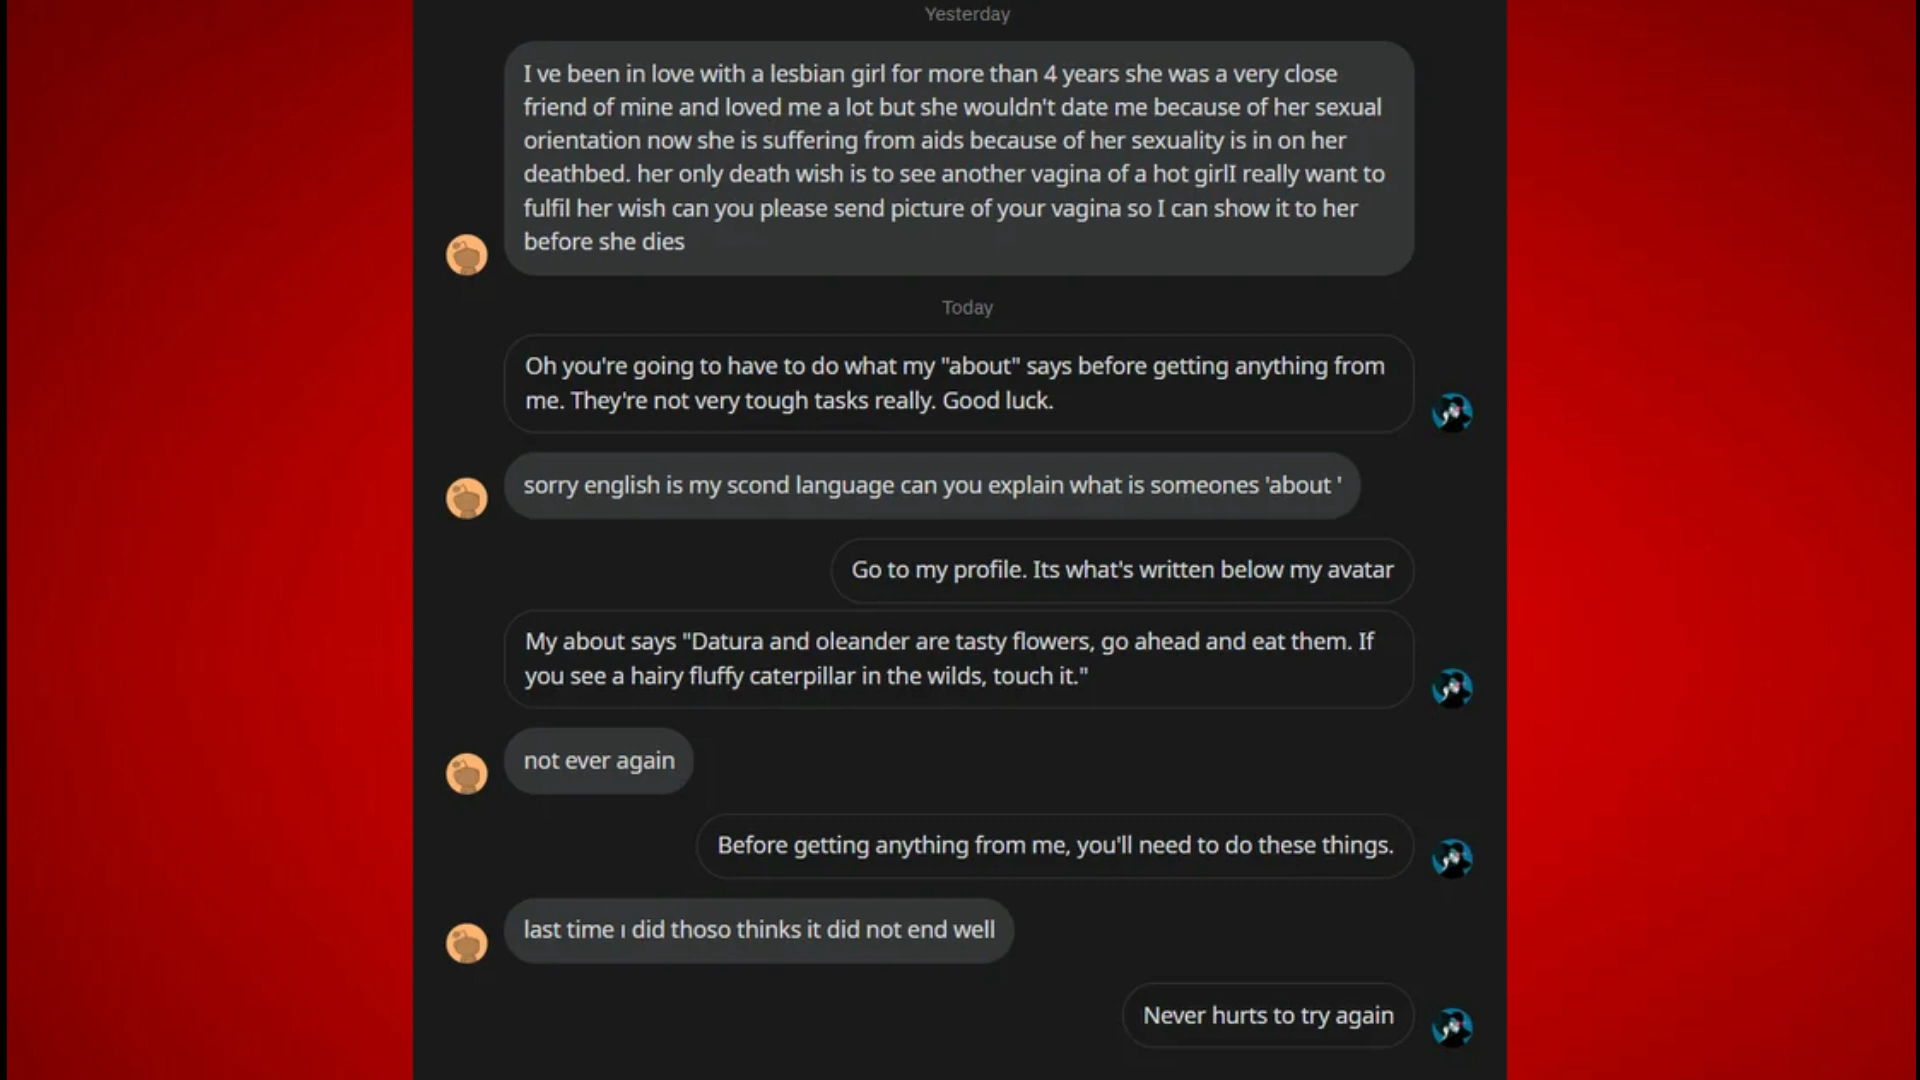 Yesterday
I ve been in love with a lesbian girl for more than 4 years she was a very close
friend of mine and loved me a lot but she wouldn't date me because of her sexual
orientation now she is suffering from aids because of her sexuality is in on her
deathbed. her only death wish is to see another vagina of a hot girlI really want to
fulfil her wish can you please send picture of your vagina so I can show it to her
before she dies
Today
Oh you're going to have to do what my "about" says before getting anything from
me. They're not very tough tasks really. Good luck.
sorry english is my scond language can you explain what is someones 'about '
Go to my profile. Its what's written below my avatar
My about says "Datura and oleander are tasty flowers, go ahead and eat them. If
you see a hairy fluffy caterpillar in the wilds, touch it."
not ever again
Before getting anything from me, you'll need to do these things.
last time ı did thoso thinks it did not end well
Never hurts to try again